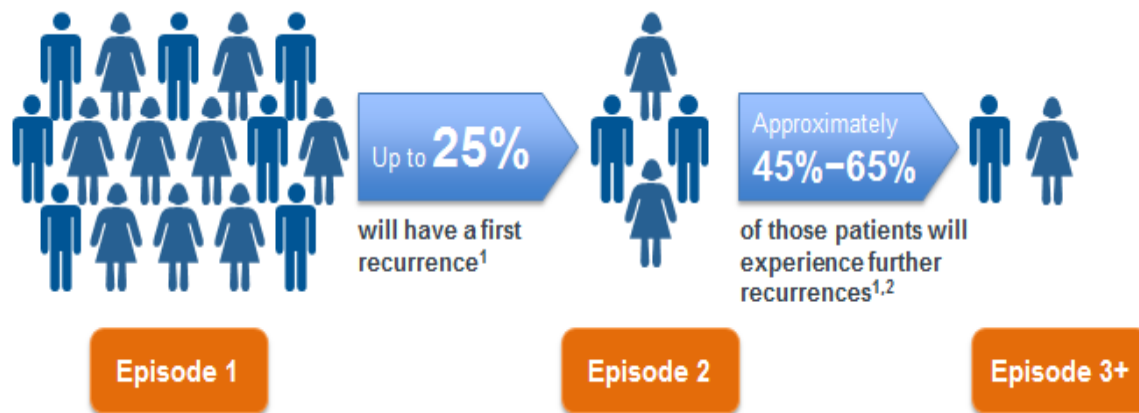 Up to 25%
will have a first
recurrence¹
Approximately
45%–65%
of those patients will
experience further
recurrences¹,²
Episode 1
Episode 2
Episode 3+